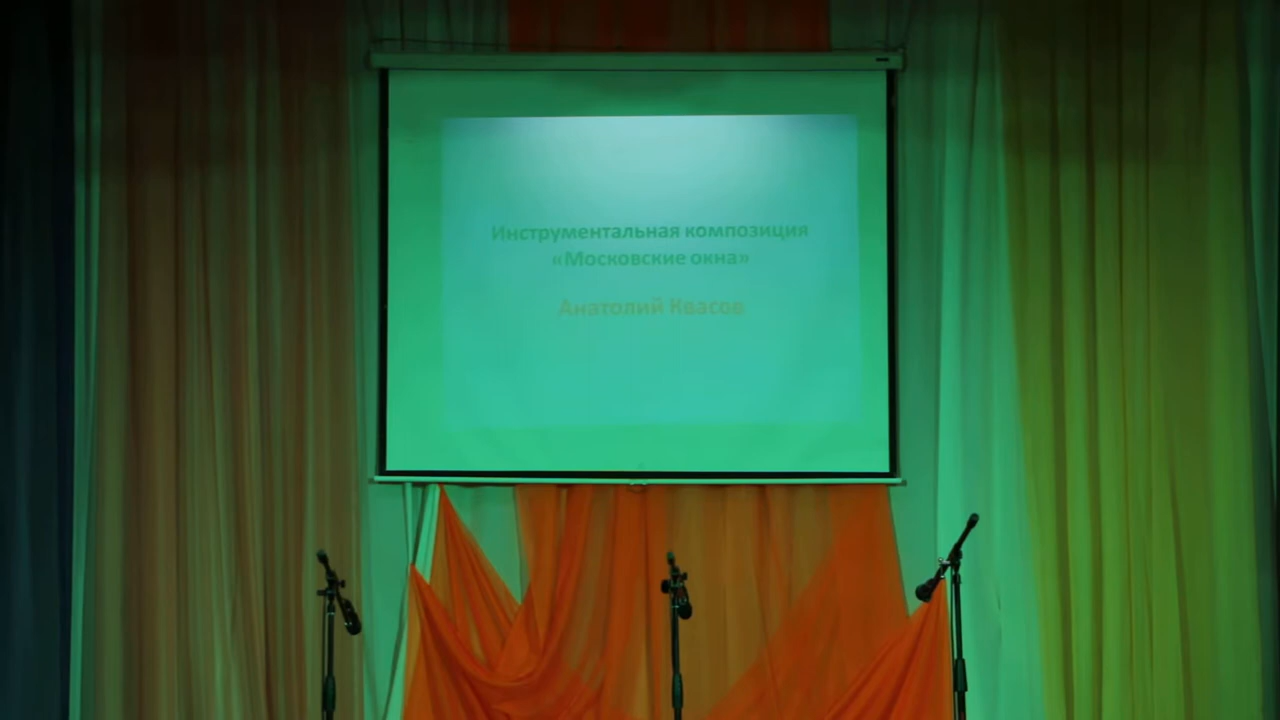 Инструментальная композиция
«Московские окна»
Анатолий Квасов